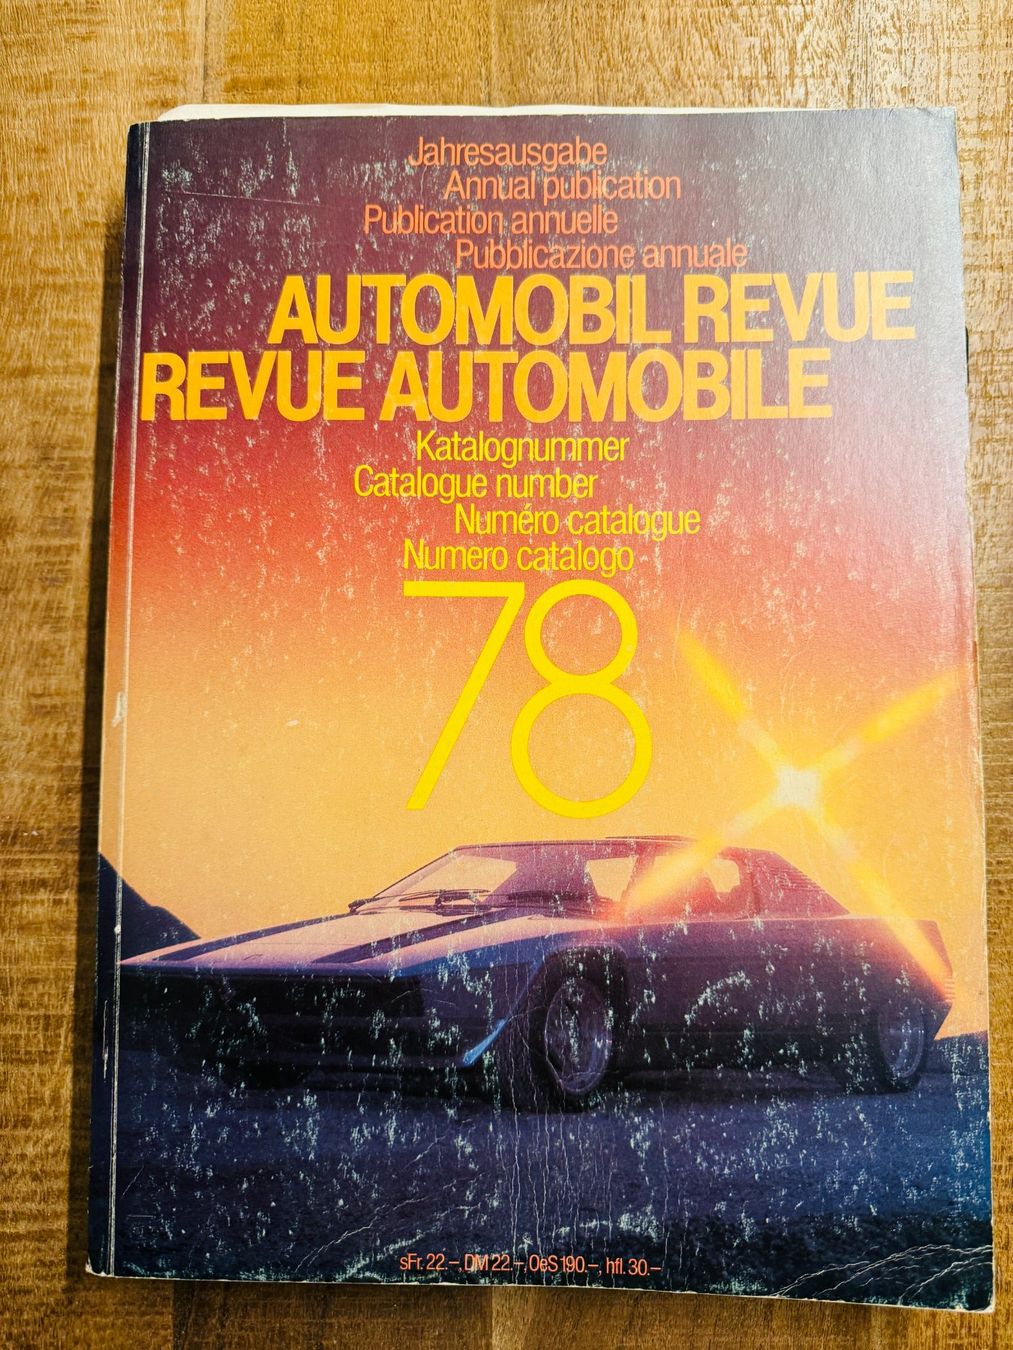 Jahresausgabe
Annual publication
Publication annuelle
Pubblicazione annuale
AUTOMOBIL REVUE
REVUE AUTOMOBILE
Katalognummer
Catalogue number
Numéro catalogue
Numero catalogo
78
sFr. 22.–, DM 22.–, OeS 190.–, hfl. 30.–